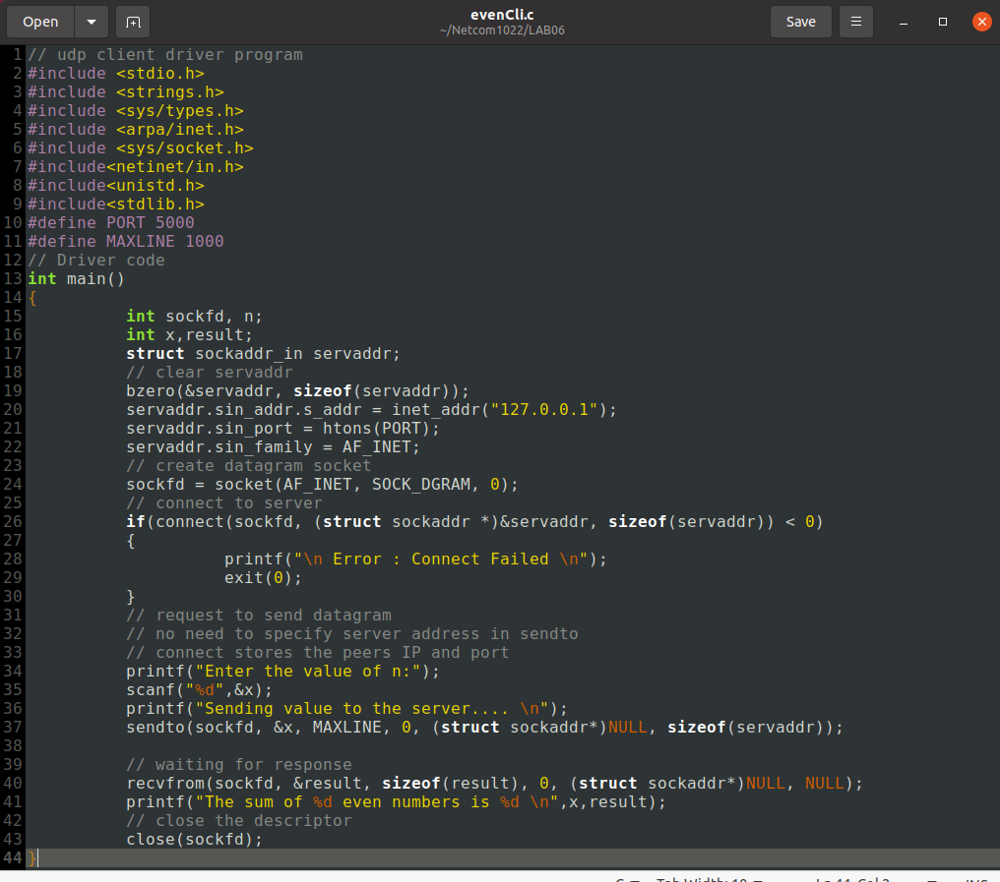 Open
evenCli.c
~/Netcom1022/LAB06
Save
1 // udp client driver program
2 #include <stdio.h>
3 #include <strings.h>
4 #include <sys/types.h>
5 #include <arpa/inet.h>
6 #include <sys/socket.h>
7 #include<netinet/in.h>
8 #include<unistd.h>
9 #include<stdlib.h>
10 #define PORT 5000
11 #define MAXLINE 1000
12 // Driver code
13 int main()
14 {
15 int sockfd, n;
16 int x,result;
17 struct sockaddr_in servaddr;
18 // clear servaddr
19 bzero(&servaddr, sizeof(servaddr));
20 servaddr.sin_addr.s_addr = inet_addr("127.0.0.1");
21 servaddr.sin_port = htons(PORT);
22 servaddr.sin_family = AF_INET;
23 // create datagram socket
24 sockfd = socket(AF_INET, SOCK_DGRAM, 0);
25 // connect to server
26 if(connect(sockfd, (struct sockaddr *)&servaddr, sizeof(servaddr)) < 0)
27 {
28 printf("\n Error : Connect Failed \n");
29 exit(0);
30 }
31 // request to send datagram
32 // no need to specify server address in sendto
33 // connect stores the peers IP and port
34 printf("Enter the value of n:");
35 scanf("%d",&x);
36 printf("Sending value to the server.... \n");
37 sendto(sockfd, &x, MAXLINE, 0, (struct sockaddr*)NULL, sizeof(servaddr));
38
39 // waiting for response
40 recvfrom(sockfd, &result, sizeof(result), 0, (struct sockaddr*)NULL, NULL);
41 printf("The sum of %d even numbers is %d \n",x,result);
42 // close the descriptor
43 close(sockfd);
44 }